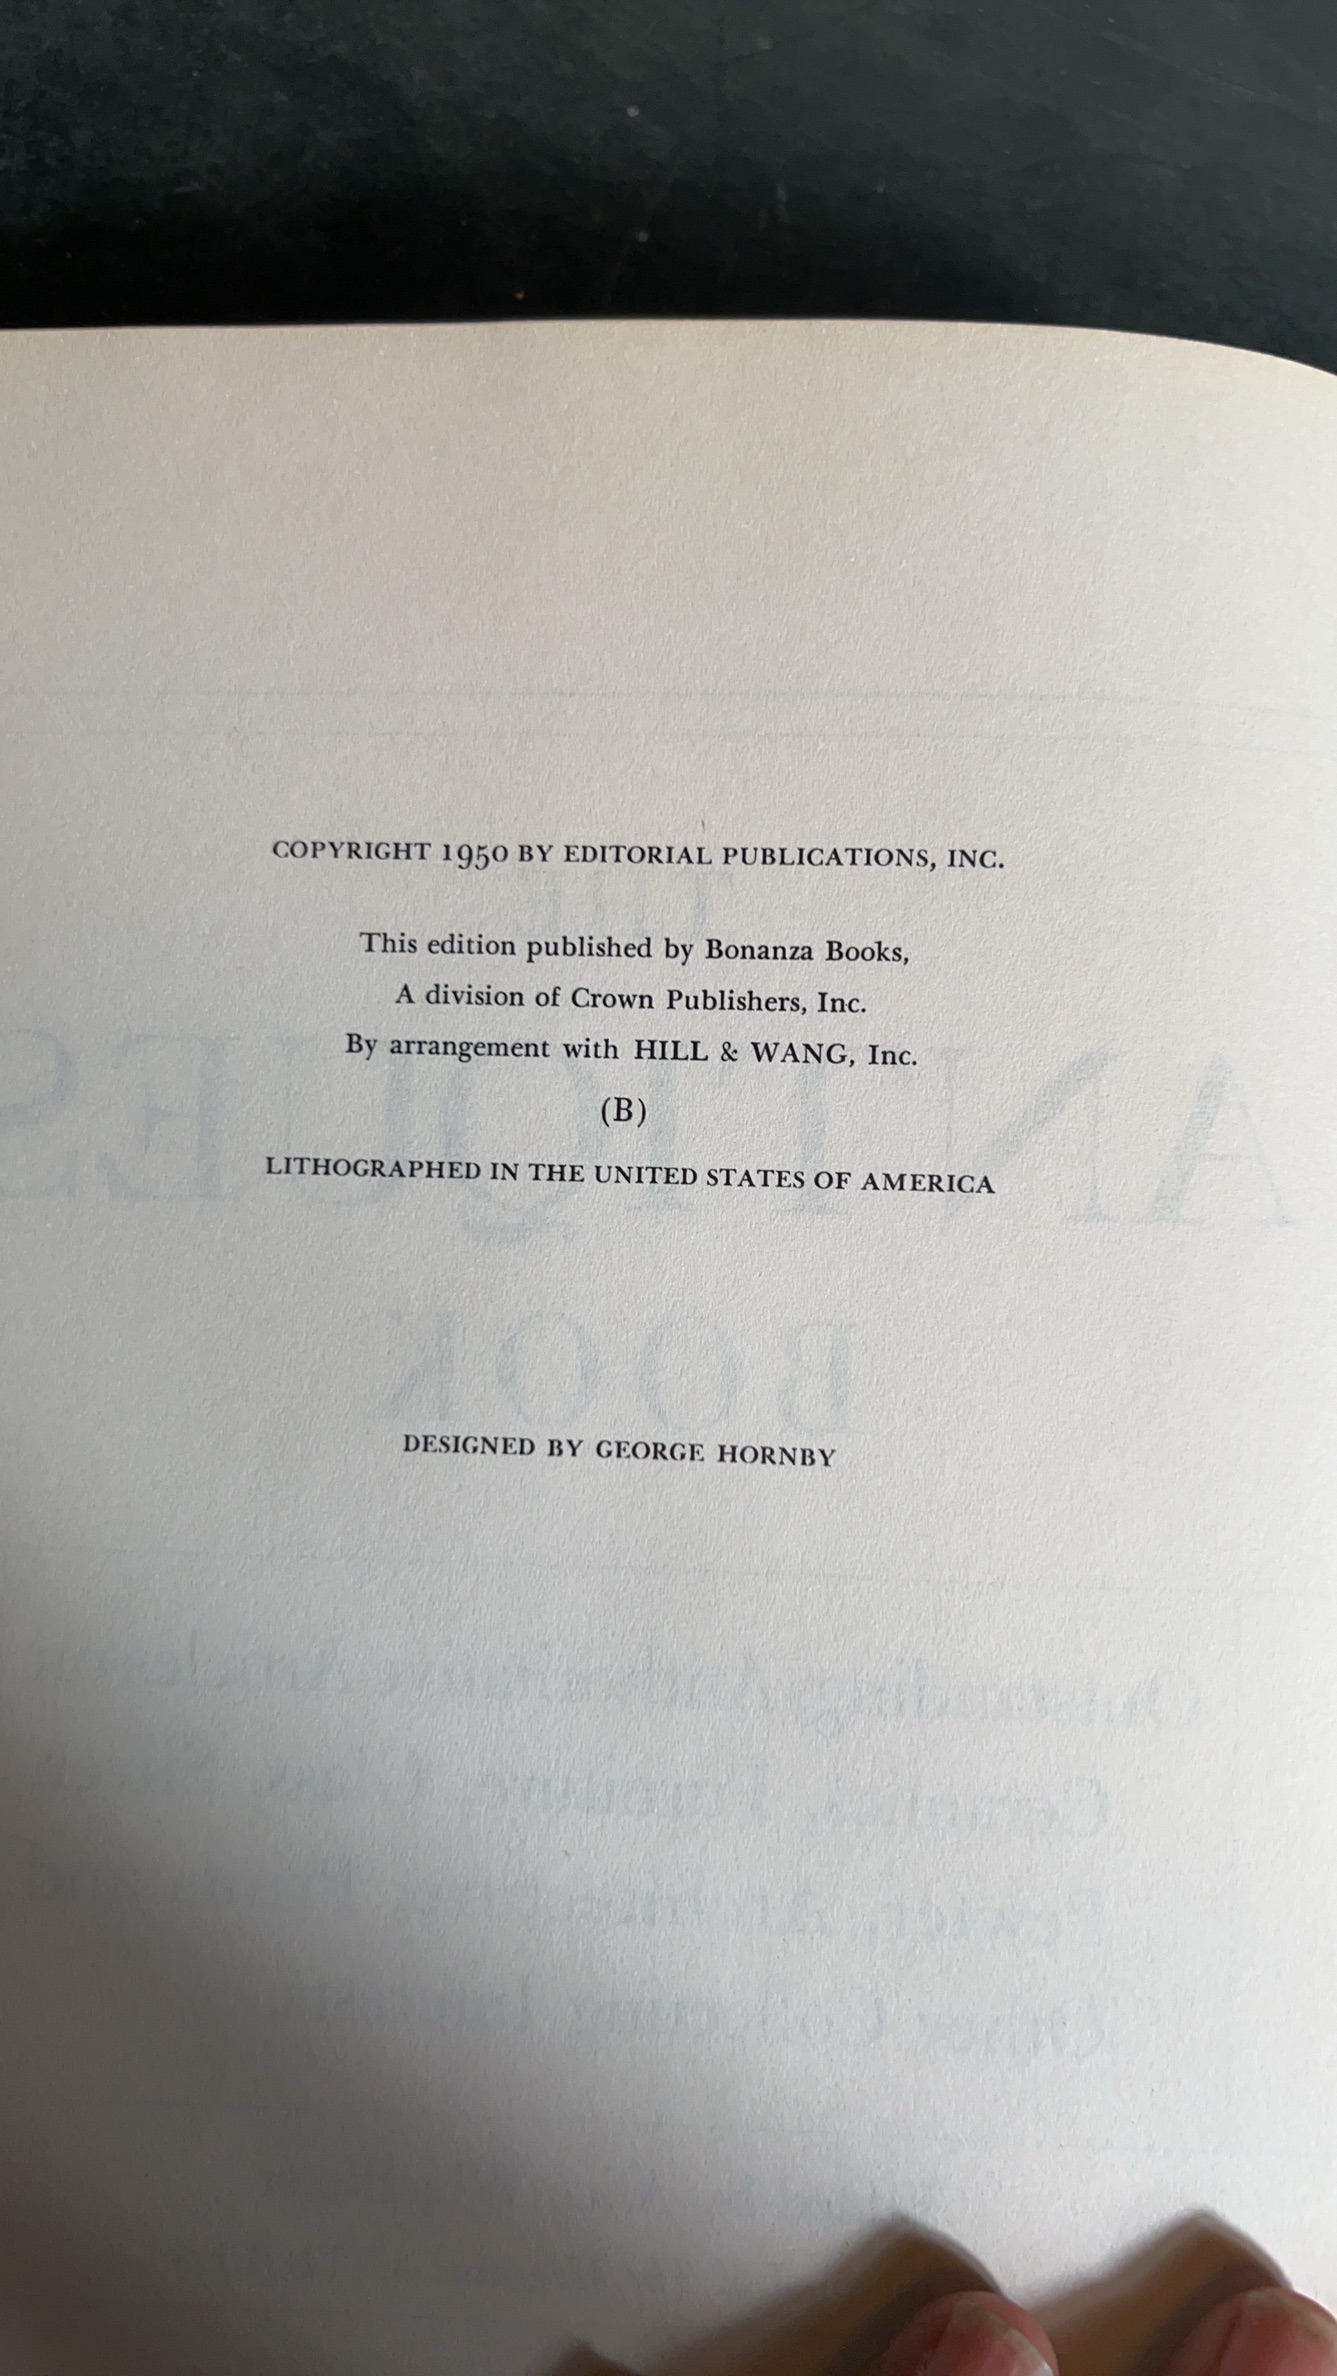 COPYRIGHT 1950 BY EDITORIAL PUBLICATIONS, INC.
This edition published by Bonanza Books,
A division of Crown Publishers, Inc.
By arrangement with HILL & WANG, Inc.
(B)
LITHOGRAPHED IN THE UNITED STATES OF AMERICA
DESIGNED BY GEORGE HORNBY